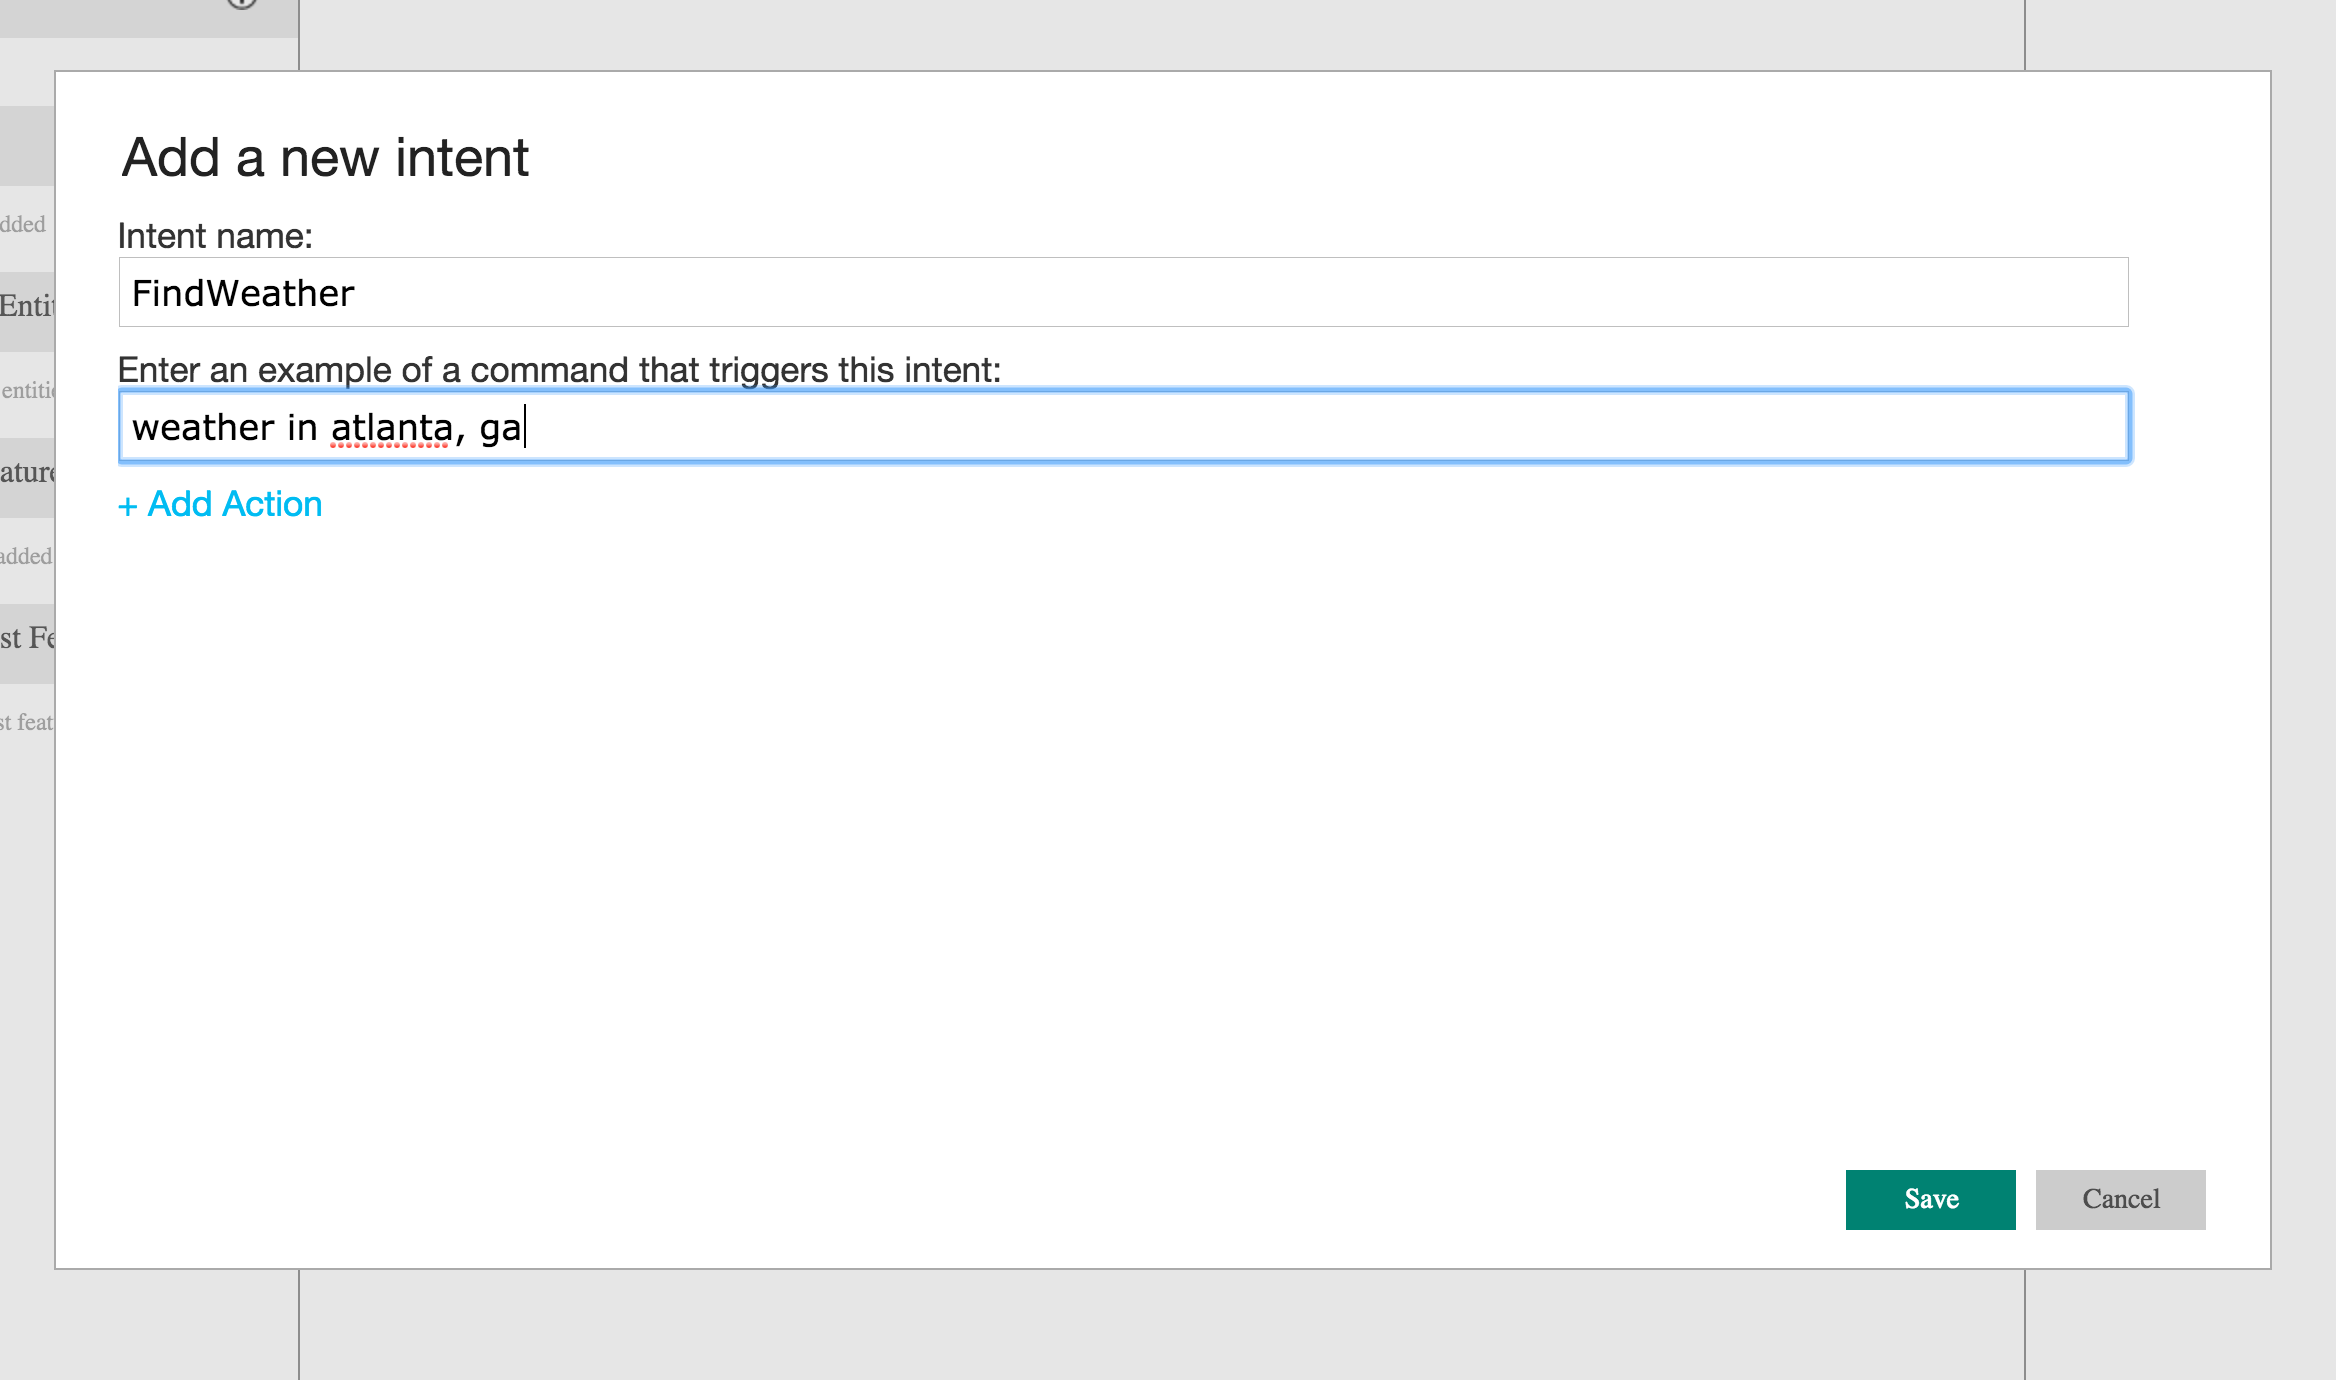 Add a new intent
Intent name:
FindWeather
Enter an example of a command that triggers this intent:
weather in atlanta, ga
+ Add Action
Save
Cancel
dded
Enti
entiti
ature
added
st Fe
st feat